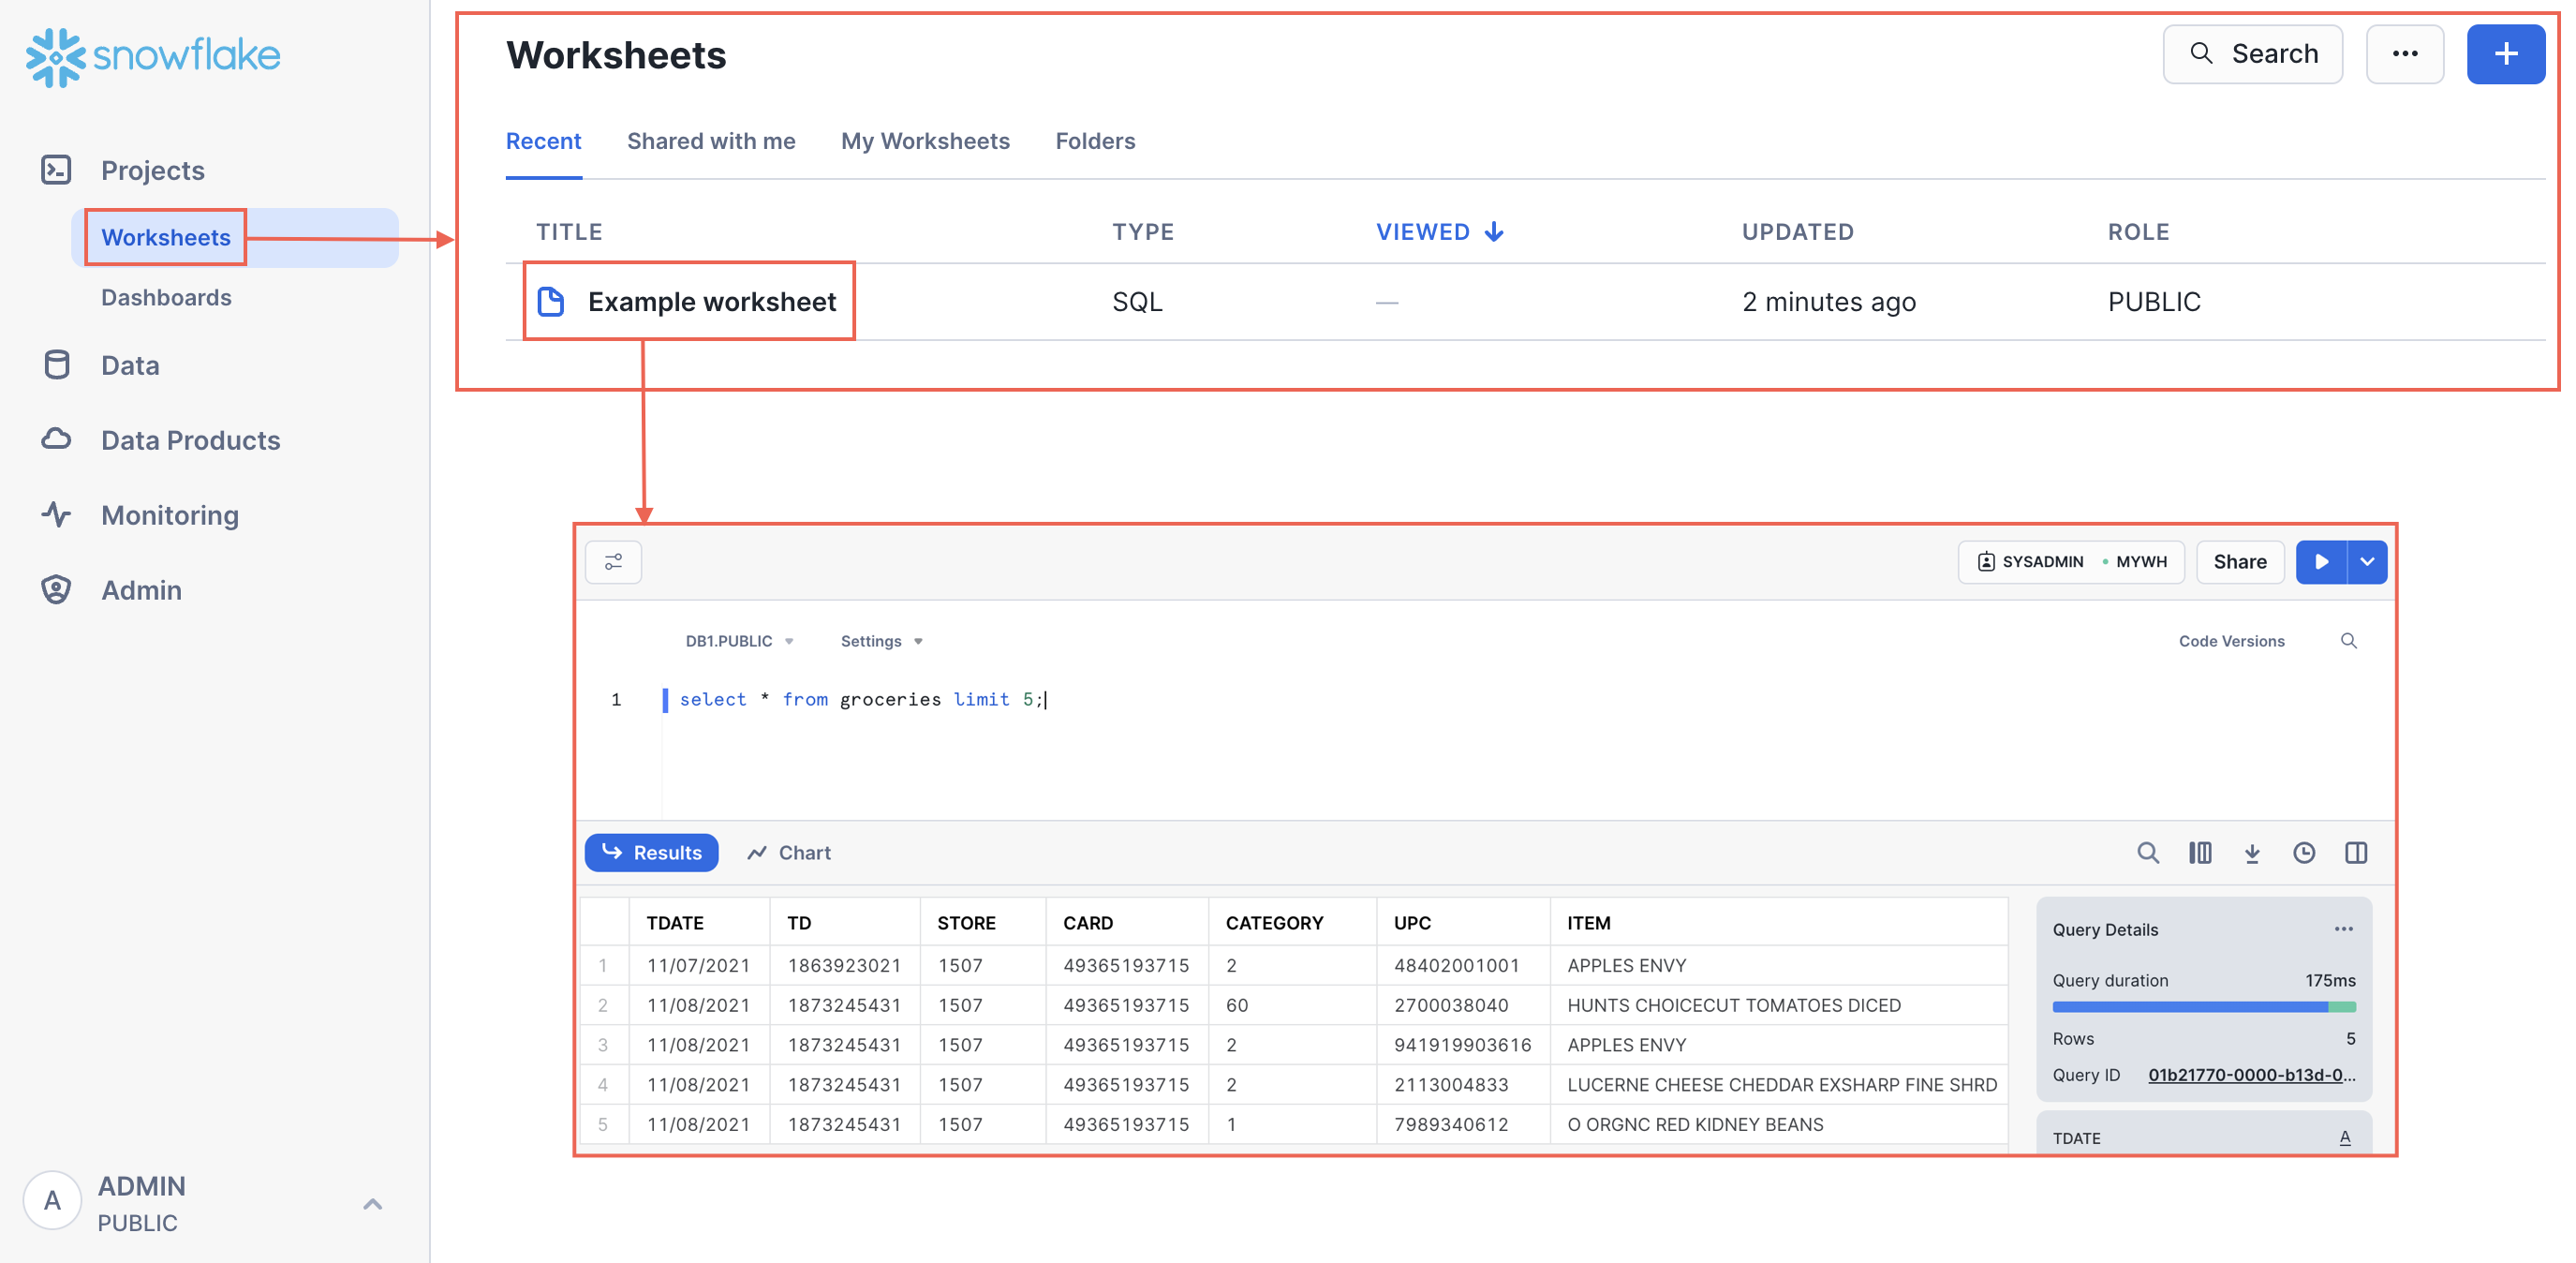 snowflake
Projects
Worksheets
Dashboards
Data
Data Products
Monitoring
Admin
A
ADMIN
PUBLIC
Worksheets
Search
Recent Shared with me My Worksheets Folders
TITLE TYPE VIEWED UPDATED ROLE
Example worksheet SQL — 2 minutes ago PUBLIC
SYSADMIN • MYWH Share
DB1.PUBLIC Settings Code Versions
1 select * from groceries limit 5;
Results Chart
TDATE TD STORE CARD CATEGORY UPC ITEM
1 11/07/2021 1863923021 1507 49365193715 2 48402001001 APPLES ENVY
2 11/08/2021 1873245431 1507 49365193715 60 2700038040 HUNTS CHOICECUT TOMATOES DICED
3 11/08/2021 1873245431 1507 49365193715 2 941919903616 APPLES ENVY
4 11/08/2021 1873245431 1507 49365193715 2 2113004833 LUCERNE CHEESE CHEDDAR EXSHARP FINE SHRD
5 11/08/2021 1873245431 1507 49365193715 1 7989340612 O ORGNC RED KIDNEY BEANS
Query Details ...
Query duration 175ms
Rows 5
Query ID 01b21770-0000-b13d-0...
TDATE A